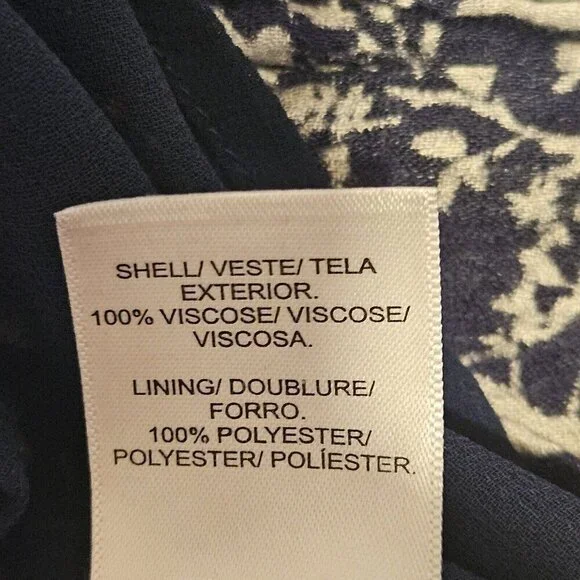 SHELL/ VESTE/ TELA
EXTERIOR.
100% VISCOSE/ VISCOSE/
VISCOSA.
LINING/ DOUBLURE/
FORRO.
100% POLYESTER/
POLYESTER/ POLÍESTER.